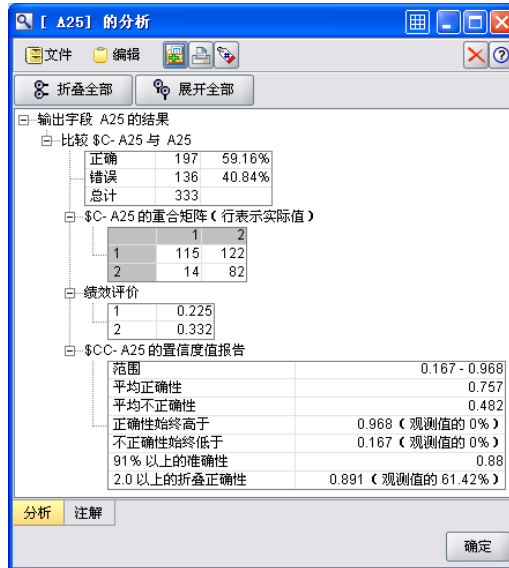 [ A25] 的分析
文件 编辑
折叠全部 展开全部
输出字段 A25 的结果
比较 $C- A25 与 A25
正确 197 59.16%
错误 136 40.84%
总计 333
$C- A25 的重合矩阵（行表示实际值）
1 2
1 115 122
2 14 82
绩效评价
1 0.225
2 0.332
$CC- A25 的置信度值报告
范围 0.167 - 0.968
平均正确性 0.757
平均不正确性 0.482
正确性始终高于 0.968（观测值的 0%）
不正确性始终低于 0.167（观测值的 0%）
91% 以上的准确性 0.88
2.0 以上的折叠正确性 0.891（观测值的 61.42%）
分析 注解
确定